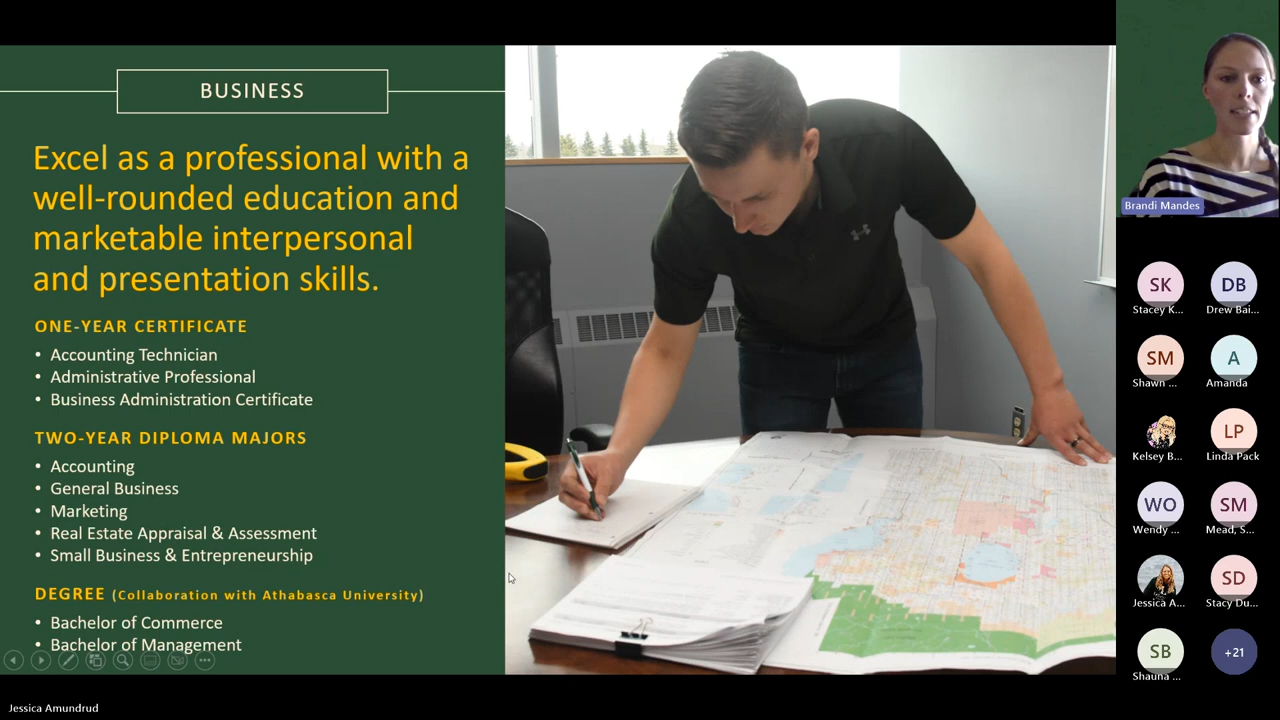 BUSINESS
Excel as a professional with a
well-rounded education and
marketable interpersonal
and presentation skills.
ONE-YEAR CERTIFICATE
• Accounting Technician
• Administrative Professional
• Business Administration Certificate
TWO-YEAR DIPLOMA MAJORS
• Accounting
• General Business
• Marketing
• Real Estate Appraisal & Assessment
• Small Business & Entrepreneurship
DEGREE (Collaboration with Athabasca University)
• Bachelor of Commerce
• Bachelor of Management
Jessica Amundrud
Brandi Mandes
SK DB
Stacey K... Drew Bai...
SM A
Shawn ... Amanda
LP
Kelsey B... Linda Pack
WO SM
Wendy ... Mead, S...
SD
Jessica A... Stacy Du...
SB +21
Shauna ...